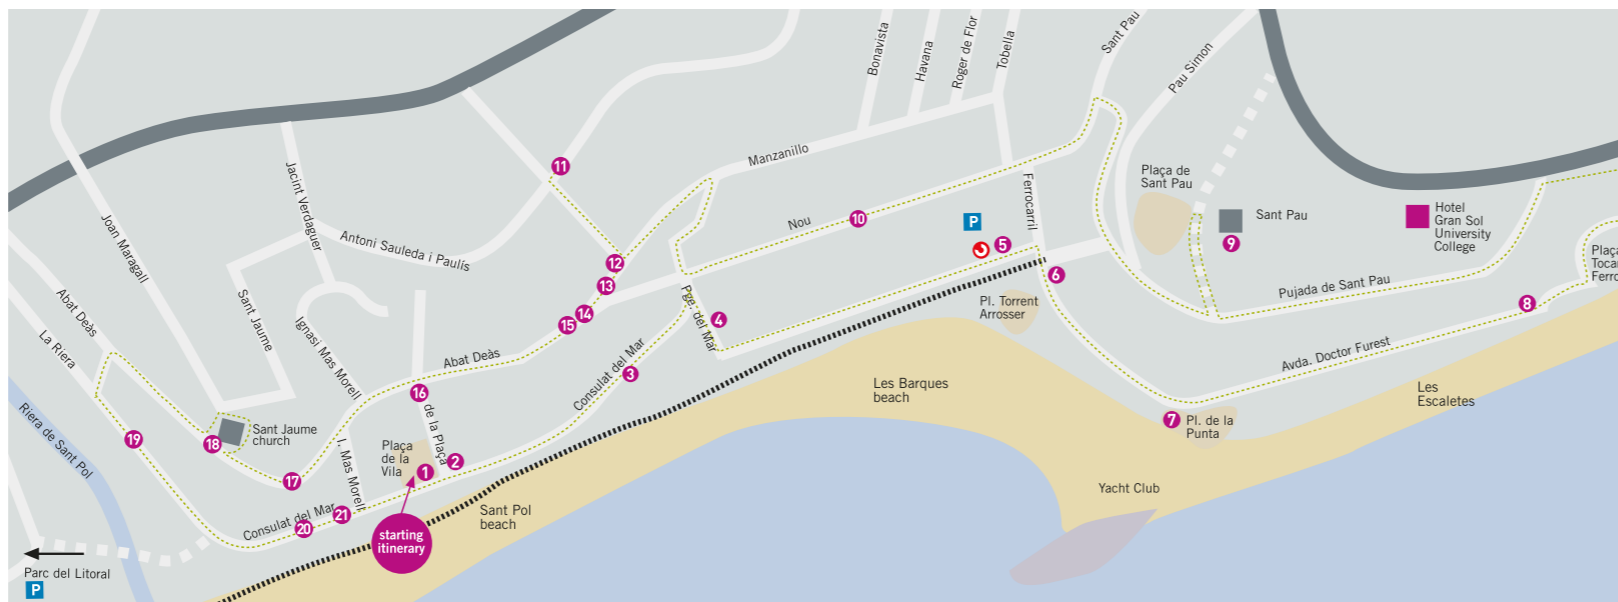 Bonavista
Havana
Roger de Flor
Tobella
Sant Pau
Pau Simon
11
Manzanillo
Plaça de
Sant Pau
Ferrocarril
Jacint Verdaguer
Joan Maragall
Antoni Sauleda i Paulís
Nou
10
P
5
Sant Pau
9
Hotel
Gran Sol
University
College
12
13
14
15
6
Pl. Torrent
Arrosser
Pujada de Sant Pau
8
Abat Deàs
La Riera
Sant Jaume
Ignasi Mas Morell
Pge. del Mar
4
Abat Deàs
Consulat del Mar
3
Avda. Doctor Furest
Les Barques
beach
Les
Escaletes
16
de la Plaça
7
Pl. de la
Punta
Riera de Sant Pol
19
18
Sant Jaume
church
I. Mas Morell
Plaça
de la
Vila
1
2
17
Yacht Club
Consulat del Mar
20
21
Sant Pol
beach
starting
itinerary
Parc del Litoral
P